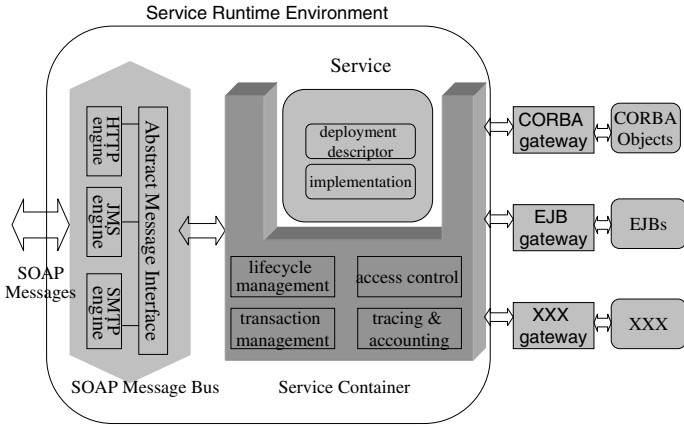 Service Runtime Environment
SOAP
Messages
HTTP
engine
JMS
engine
SMTP
engine
Abstract Message Interface
SOAP Message Bus
Service
deployment
descriptor
implementation
lifecycle
management
access control
transaction
management
tracing &
accounting
Service Container
CORBA
gateway
CORBA
Objects
EJB
gateway
EJBs
XXX
gateway
XXX